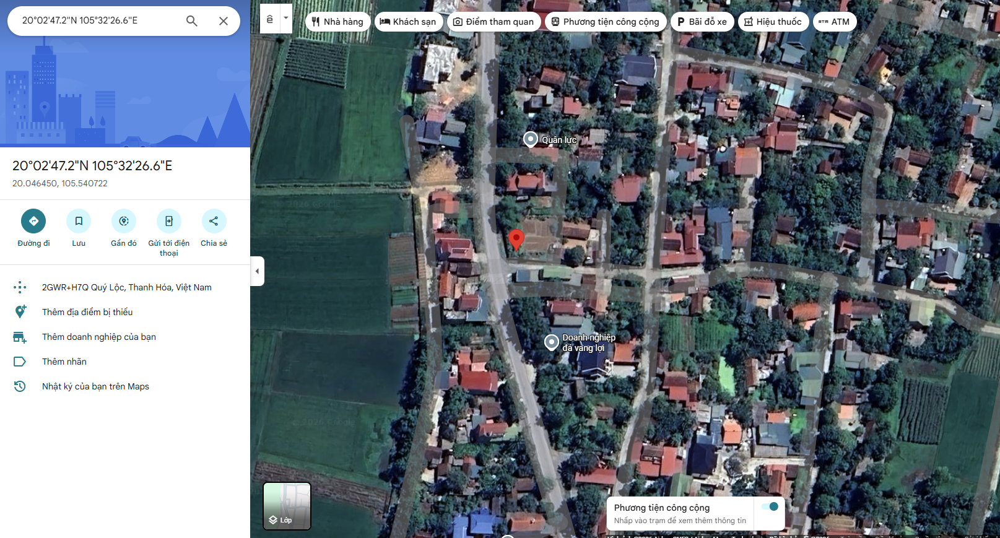 20°02'47.2"N 105°32'26.6"E
Nhà hàng
Khách sạn
Điểm tham quan
Phương tiện công cộng
Bãi đỗ xe
Hiệu thuốc
ATM
20°02'47.2"N 105°32'26.6"E
20.046450, 105.540722
Đường đi
Lưu
Gần đó
Gửi tới điện
thoại
Chia sẻ
2GWR+H7Q Quý Lộc, Thanh Hóa, Việt Nam
Thêm địa điểm bị thiếu
Thêm doanh nghiệp của bạn
Thêm nhãn
Nhật ký của bạn trên Maps
Quân lực
Doanh nghiệp
đá vàng lợi
Lớp
Phương tiện công cộng
Nhấp vào trạm để xem thêm thông tin